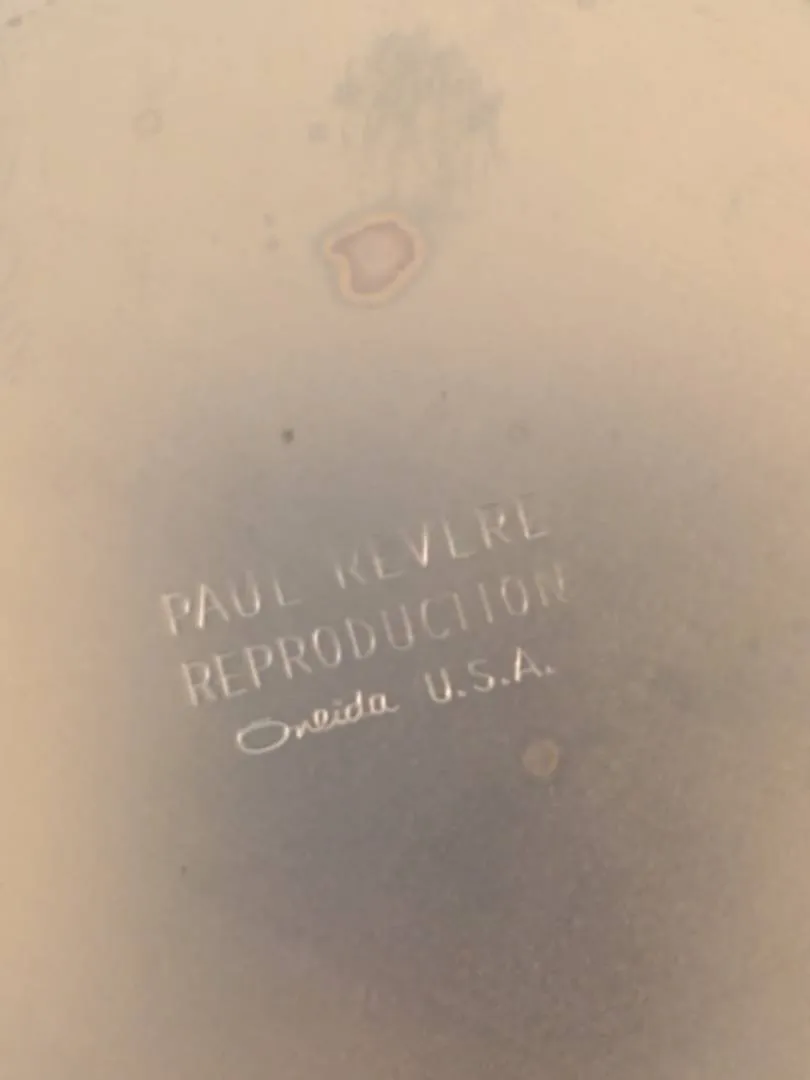 PAUL REVERE
REPRODUCTION
Oneida U.S.A.